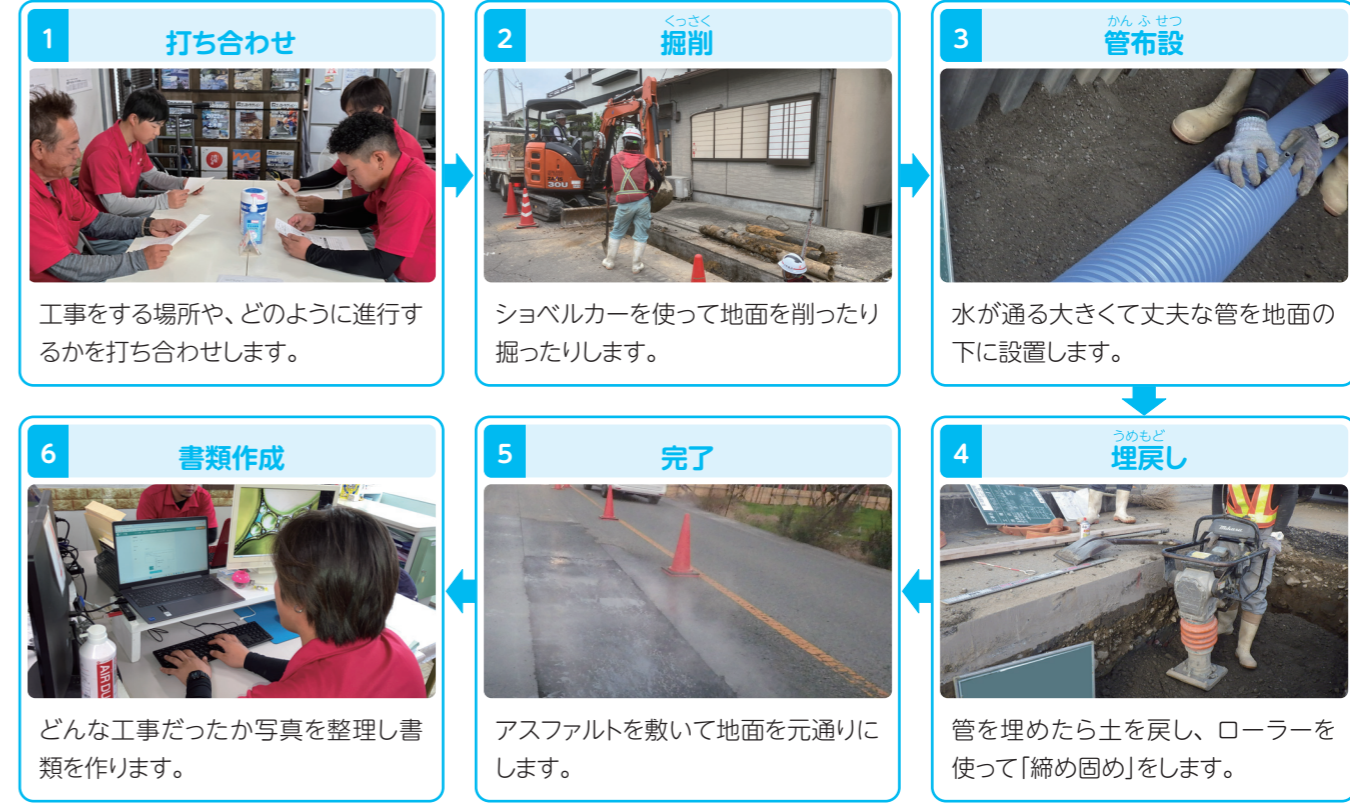 1
打ち合わせ
工事をする場所や、どのように進行す
るかを打ち合わせします。
2
くっさく
掘削
30U
ショベルカーを使って地面を削ったり
掘ったりします。
3
かんふせつ
管布設
水が通る大きくて丈夫な管を地面の
下に設置します。
4
うめもど
埋戻し
管を埋めたら土を戻し、ローラーを
使って「締め固め」をします。
5
完了
アスファルトを敷いて地面を元通りに
します。
6
書類作成
AIR DU
どんな工事だったか写真を整理し書
類を作ります。